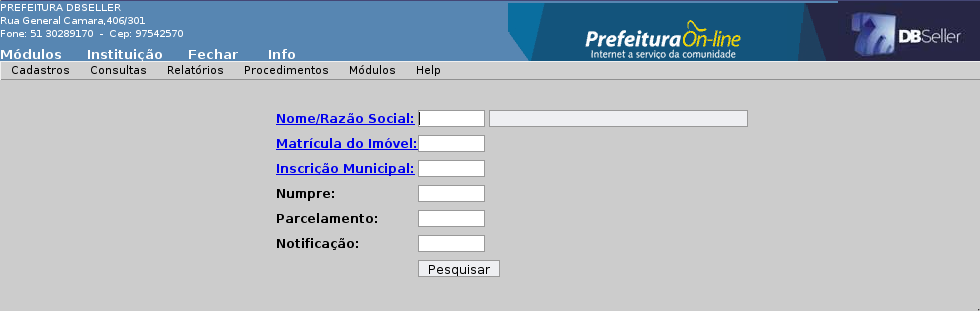 PREFEITURA DBSELLER
Rua General Camara,406/301
Fone: 51 30289170 - Cep: 97542570
PrefeituraOn-line
Internet a serviço da comunidade
DBSeller
Módulos Instituição Fechar Info
Cadastros Consultas Relatórios Procedimentos Módulos Help
Nome/Razão Social:
Matrícula do Imóvel:
Inscrição Municipal:
Numpre:
Parcelamento:
Notificação:
Pesquisar